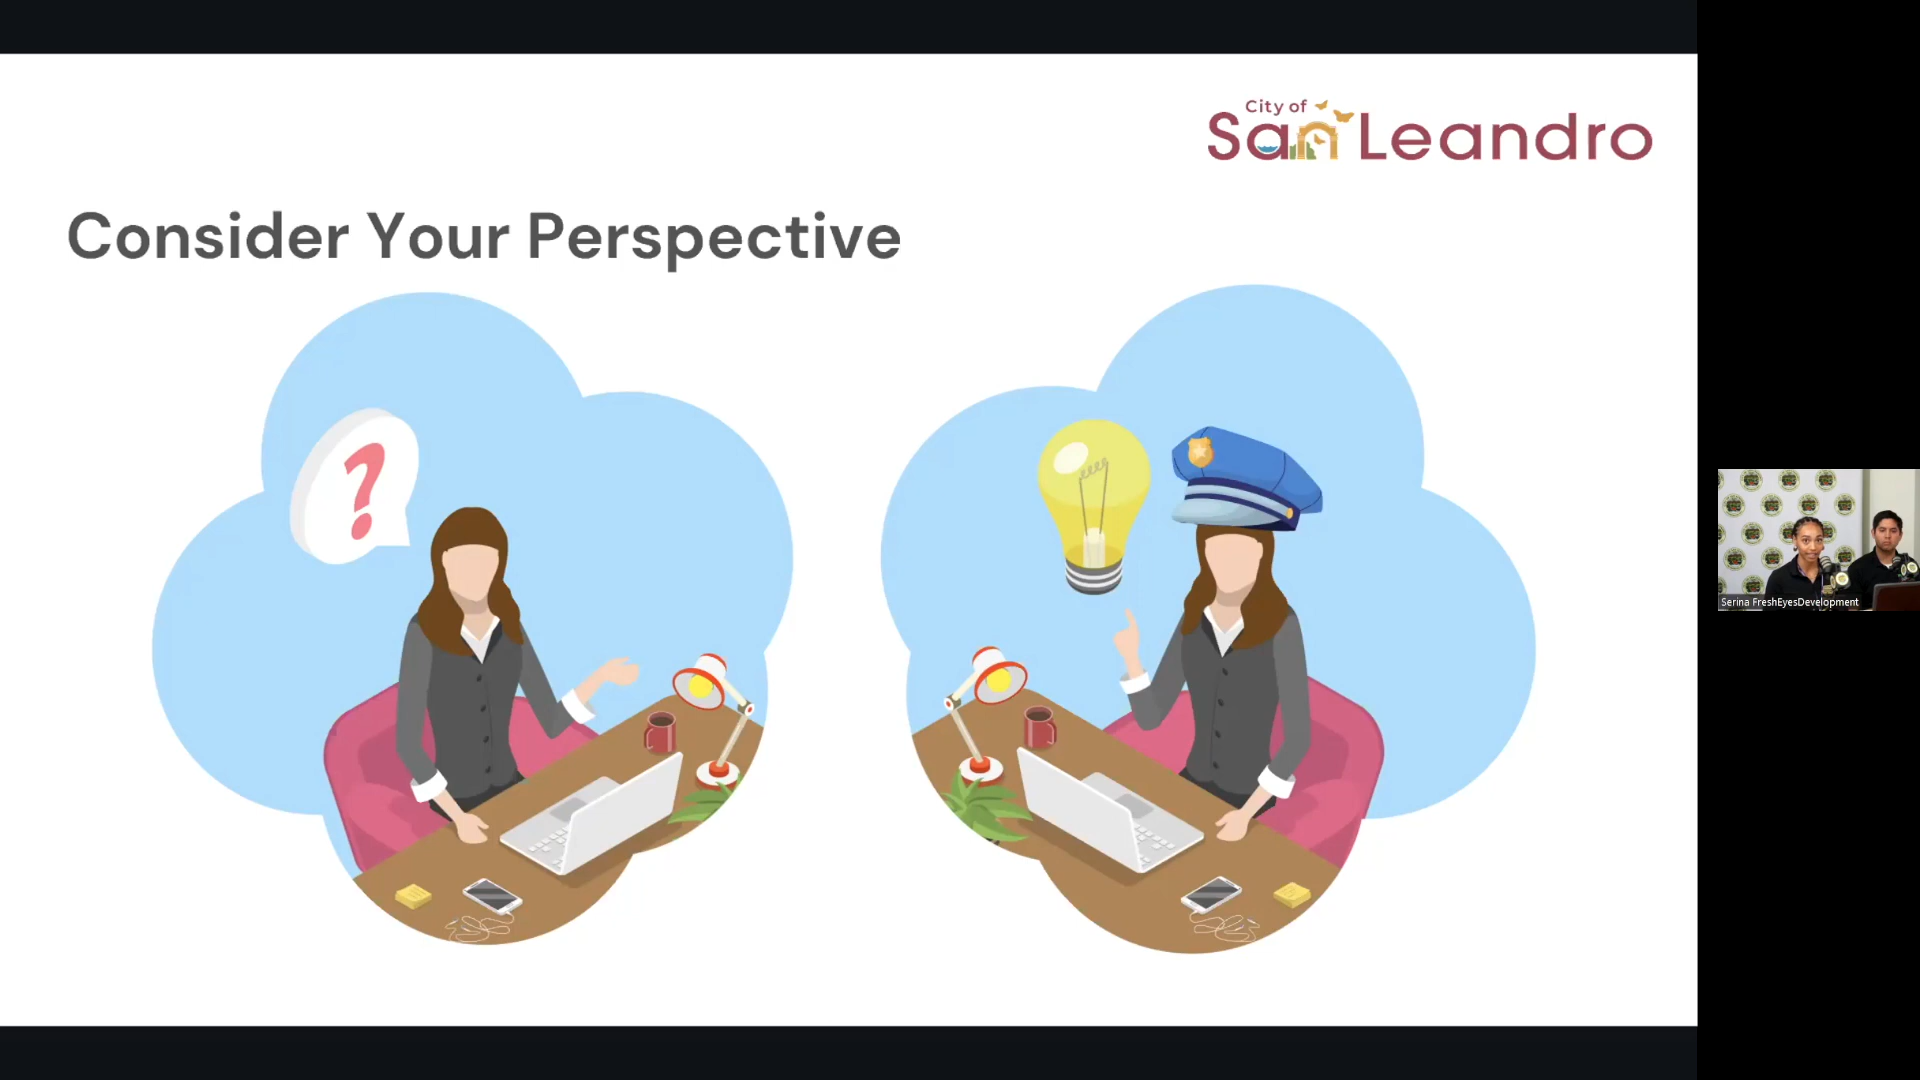 City of
San Leandro
Consider Your Perspective
?
Serina FreshEyesDevelopment